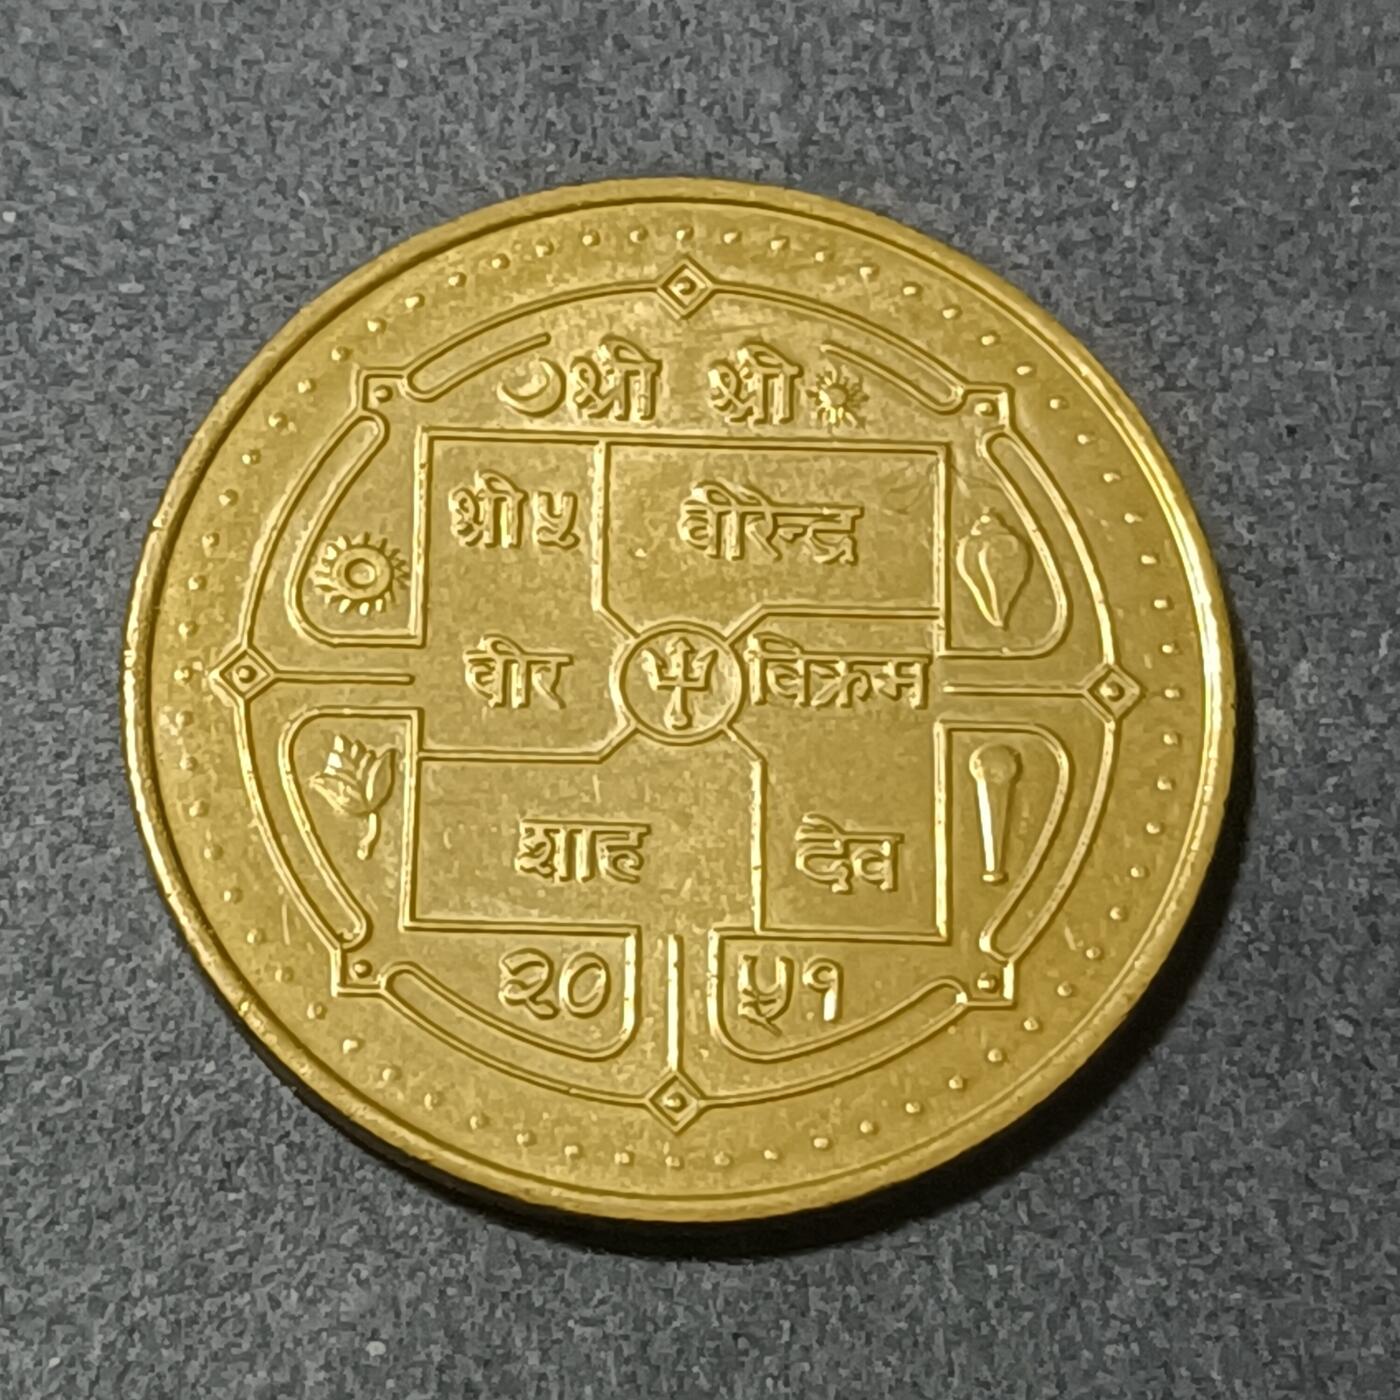 श्री श्री
श्री ५ वीरेन्द्र
वीर विक्रम
शाह देव
२० ५१